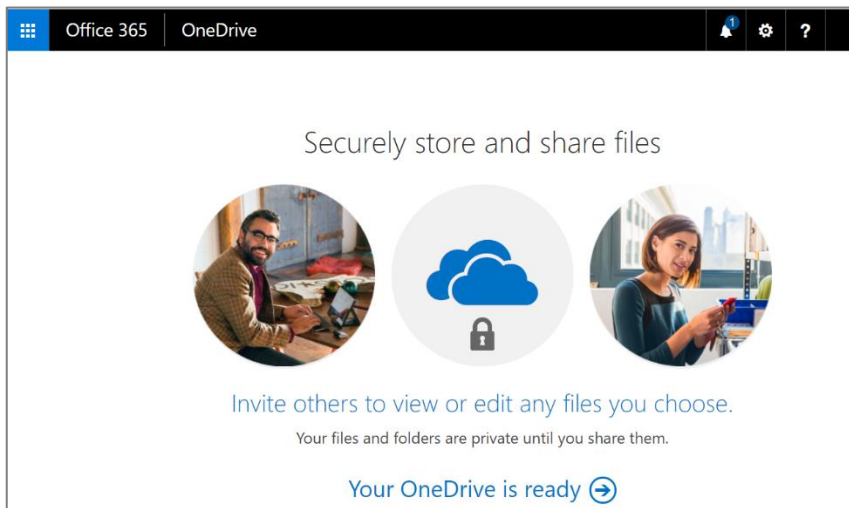 Office 365 OneDrive 1 ?
Securely store and share files
Invite others to view or edit any files you choose.
Your files and folders are private until you share them.
Your OneDrive is ready